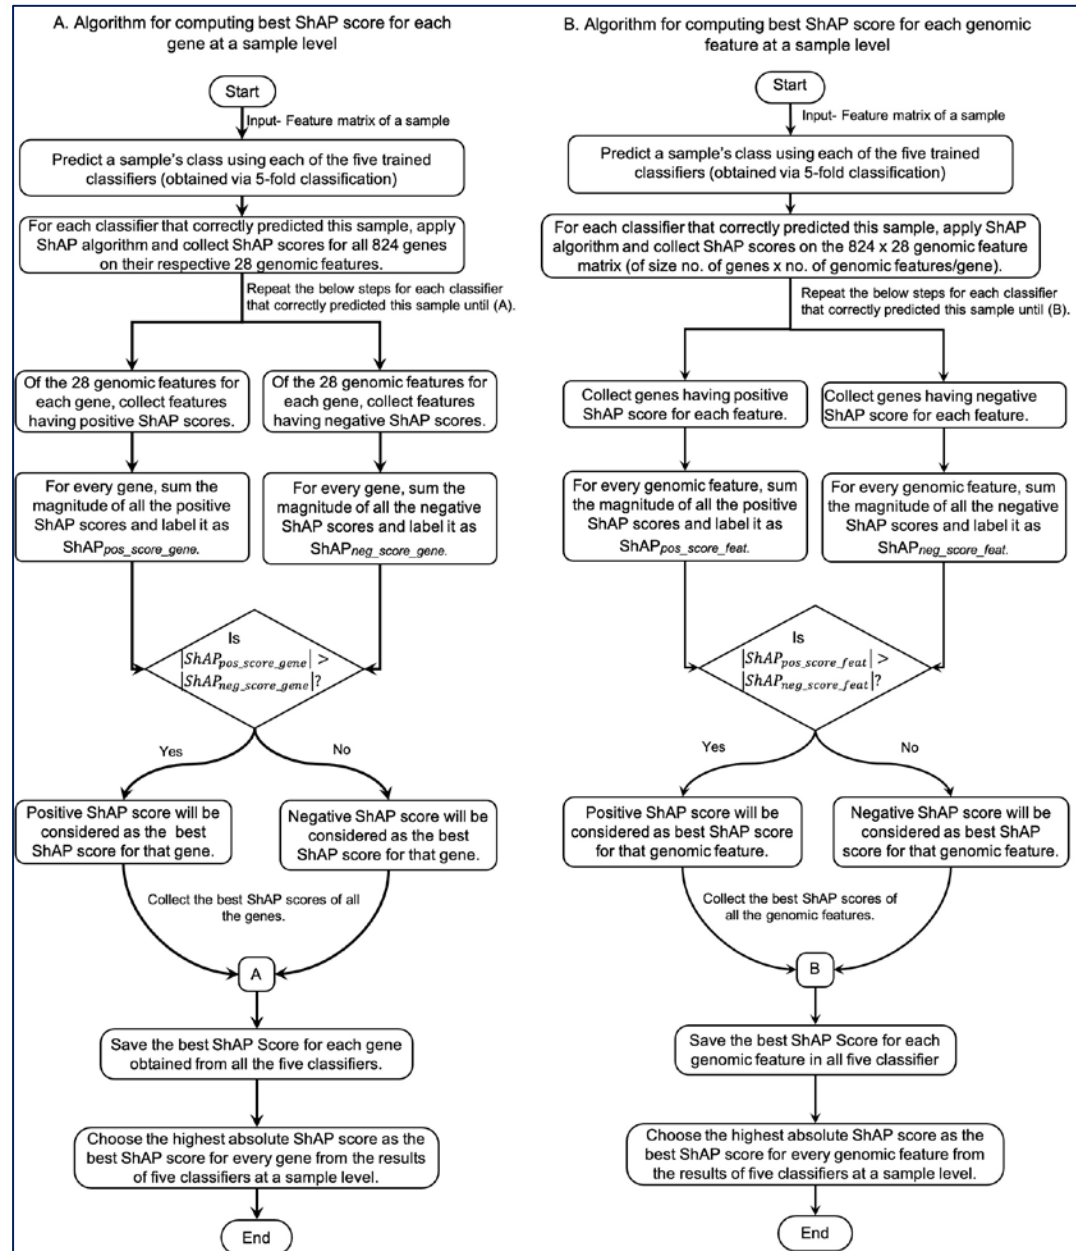 A. Algorithm for computing best ShAP score for each
gene at a sample level
Start
Input- Feature matrix of a sample
Predict a sample's class using each of the five trained
classifiers (obtained via 5-fold classification)
For each classifier that correctly predicted this sample, apply
ShAP algorithm and collect ShAP scores for all 824 genes
on their respective 28 genomic features.
Repeat the below steps for each classifier
that correctly predicted this sample until (A).
Of the 28 genomic features for
each gene, collect features
having positive ShAP scores.
Of the 28 genomic features for
each gene, collect features
having negative ShAP scores.
For every gene, sum the
magnitude of all the positive
ShAP scores and label it as
ShAPpos_score_gene.
For every gene, sum the
magnitude of all the negative
ShAP scores and label it as
ShAPneg_score_gene.
Is
|ShAPpos_score_gene| >
|ShAPneg_score_gene|?
Yes
No
Positive ShAP score will be
considered as the best
ShAP score for that gene.
Negative ShAP score will be
considered as the best
ShAP score for that gene.
Collect the best ShAP scores of all
the genes.
A
Save the best ShAP Score for each gene
obtained from all the five classifiers.
Choose the highest absolute ShAP score as the
best ShAP score for every gene from the results
of five classifiers at a sample level.
End
B. Algorithm for computing best ShAP score for each genomic
feature at a sample level
Start
Input- Feature matrix of a sample
Predict a sample's class using each of the five trained
classifiers (obtained via 5-fold classification)
For each classifier that correctly predicted this sample, apply ShAP
algorithm and collect ShAP scores on the 824 x 28 genomic feature
matrix (of size no. of genes x no. of genomic features/gene).
Repeat the below steps for each classifier
that correctly predicted this sample until (B).
Collect genes having positive
ShAP score for each feature.
Collect genes having negative
ShAP score for each feature.
For every genomic feature, sum
the magnitude of all the positive
ShAP scores and label it as
ShAPpos_score_feat.
For every genomic feature, sum
the magnitude of all the negative
ShAP scores and label it as
ShAPneg_score_feat.
Is
|ShAPpos_score_feat| >
|ShAPneg_score_feat|?
Yes
No
Positive ShAP score will be
considered as best ShAP score
for that genomic feature.
Negative ShAP score will be
considered as best ShAP
score for that genomic feature.
Collect the best ShAP scores of
all the genomic features.
B
Save the best ShAP Score for each
genomic feature in all five classifier
Choose the highest absolute ShAP score as the
best ShAP score for every genomic feature from
the results of five classifiers at a sample level.
End